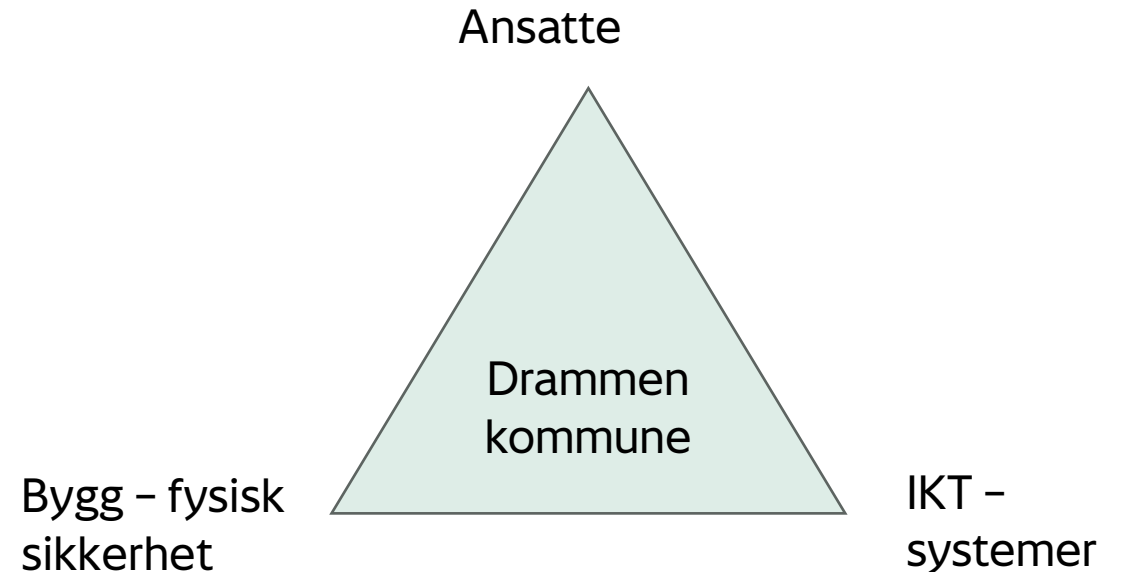 Ansatte
Drammen
kommune
Bygg – fysisk
sikkerhet
IKT –
systemer